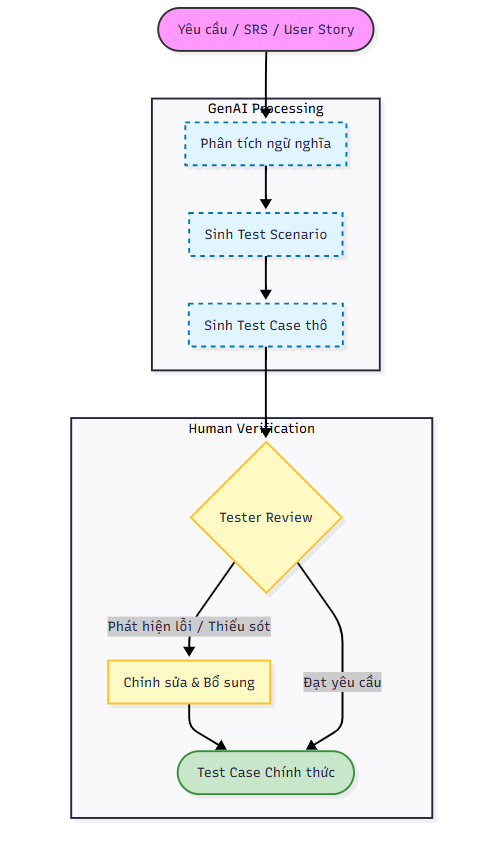 Yêu cầu / SRS / User Story
GenAI Processing
Phân tích ngữ nghĩa
Sinh Test Scenario
Sinh Test Case thô
Human Verification
Tester Review
Phát hiện lỗi / Thiếu sót
Chỉnh sửa & Bổ sung
Đạt yêu cầu
Test Case Chính thức